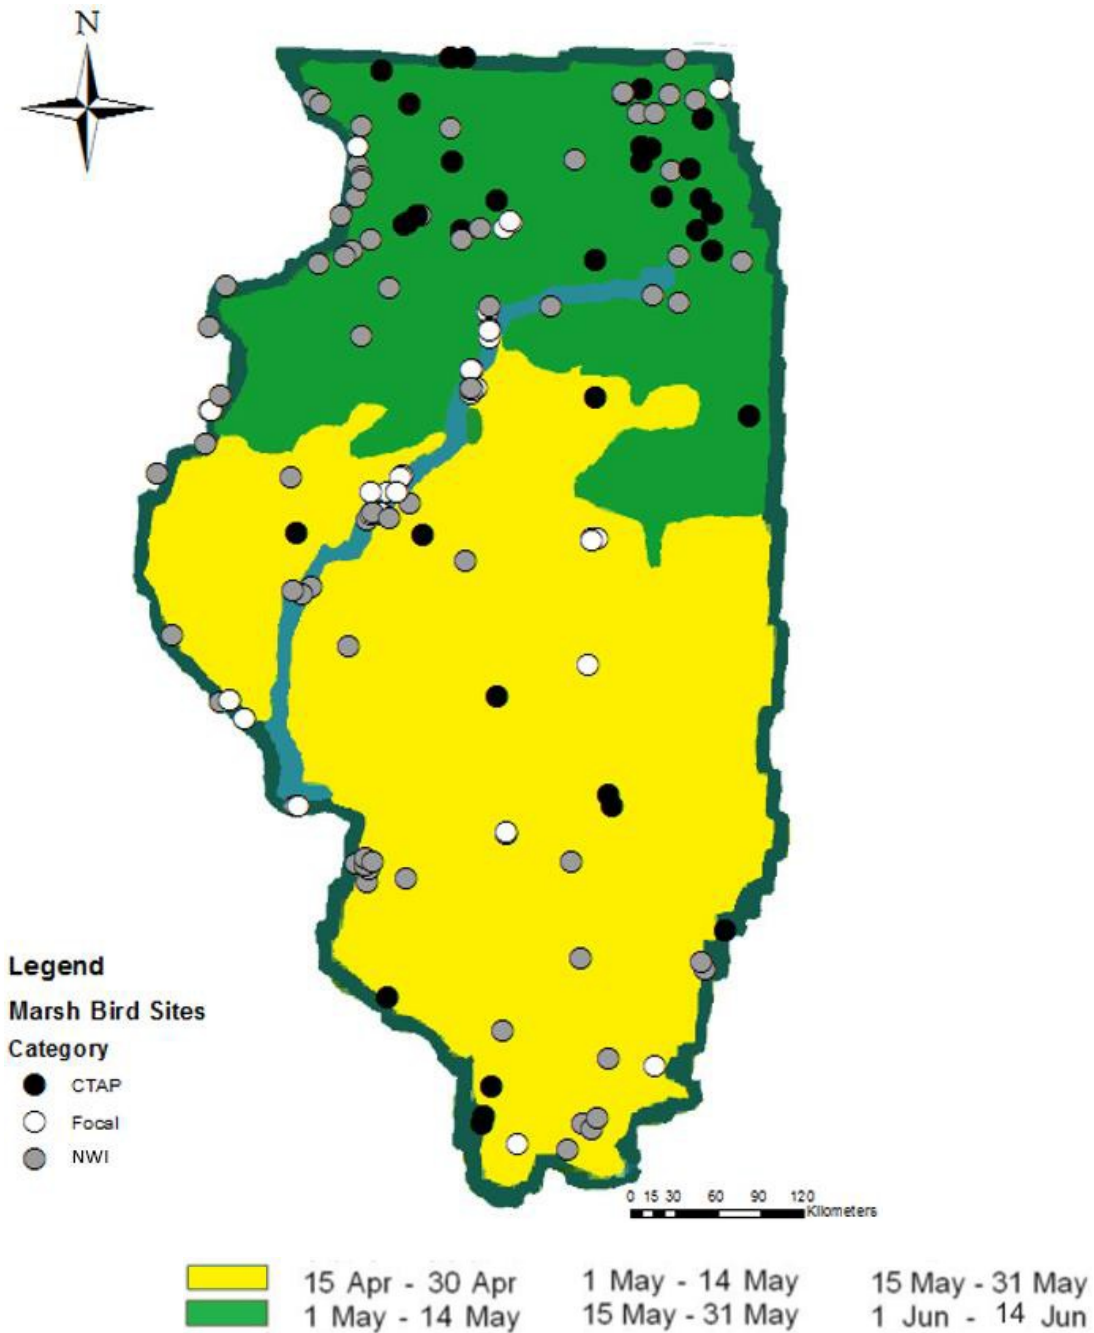 N
Legend
Marsh Bird Sites
Category
CTAP
Focal
NWI
0 15 30 60 90 120
Kilometers
15 Apr - 30 Apr 1 May - 14 May 15 May - 31 May
1 May - 14 May 15 May - 31 May 1 Jun - 14 Jun